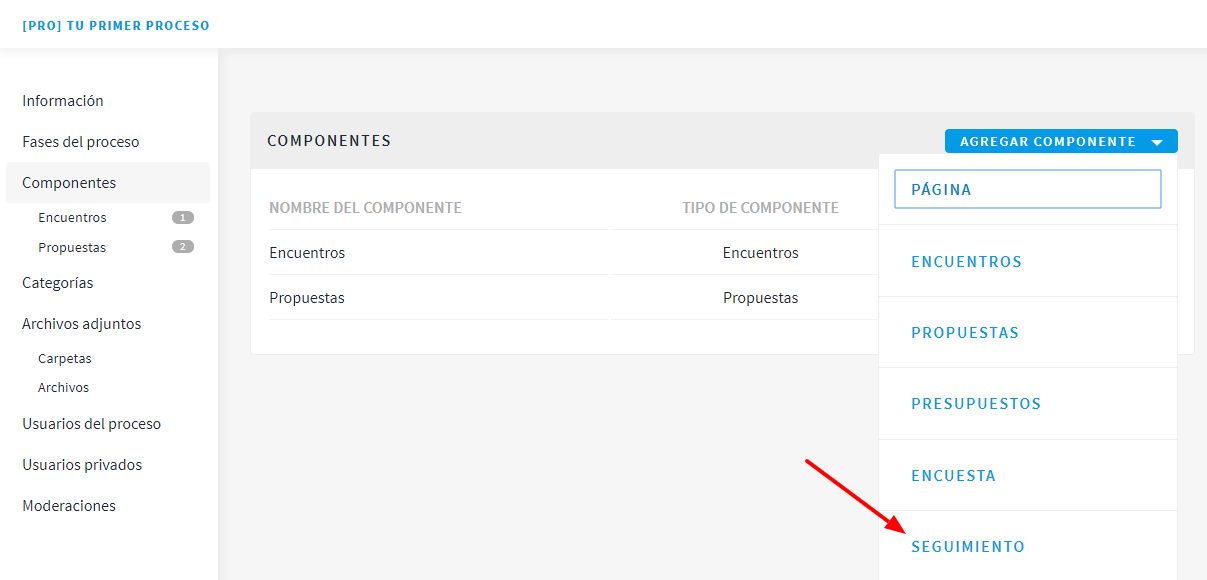 [PRO] TU PRIMER PROCESO
Información
Fases del proceso
Componentes
Encuentros 1
Propuestas 2
Categorías
Archivos adjuntos
Carpetas
Archivos
Usuarios del proceso
Usuarios privados
Moderaciones
COMPONENTES
AGREGAR COMPONENTE
NOMBRE DEL COMPONENTE TIPO DE COMPONENTE
Encuentros Encuentros
Propuestas Propuestas
PÁGINA
ENCUENTROS
PROPUESTAS
PRESUPUESTOS
ENCUESTA
SEGUIMIENTO